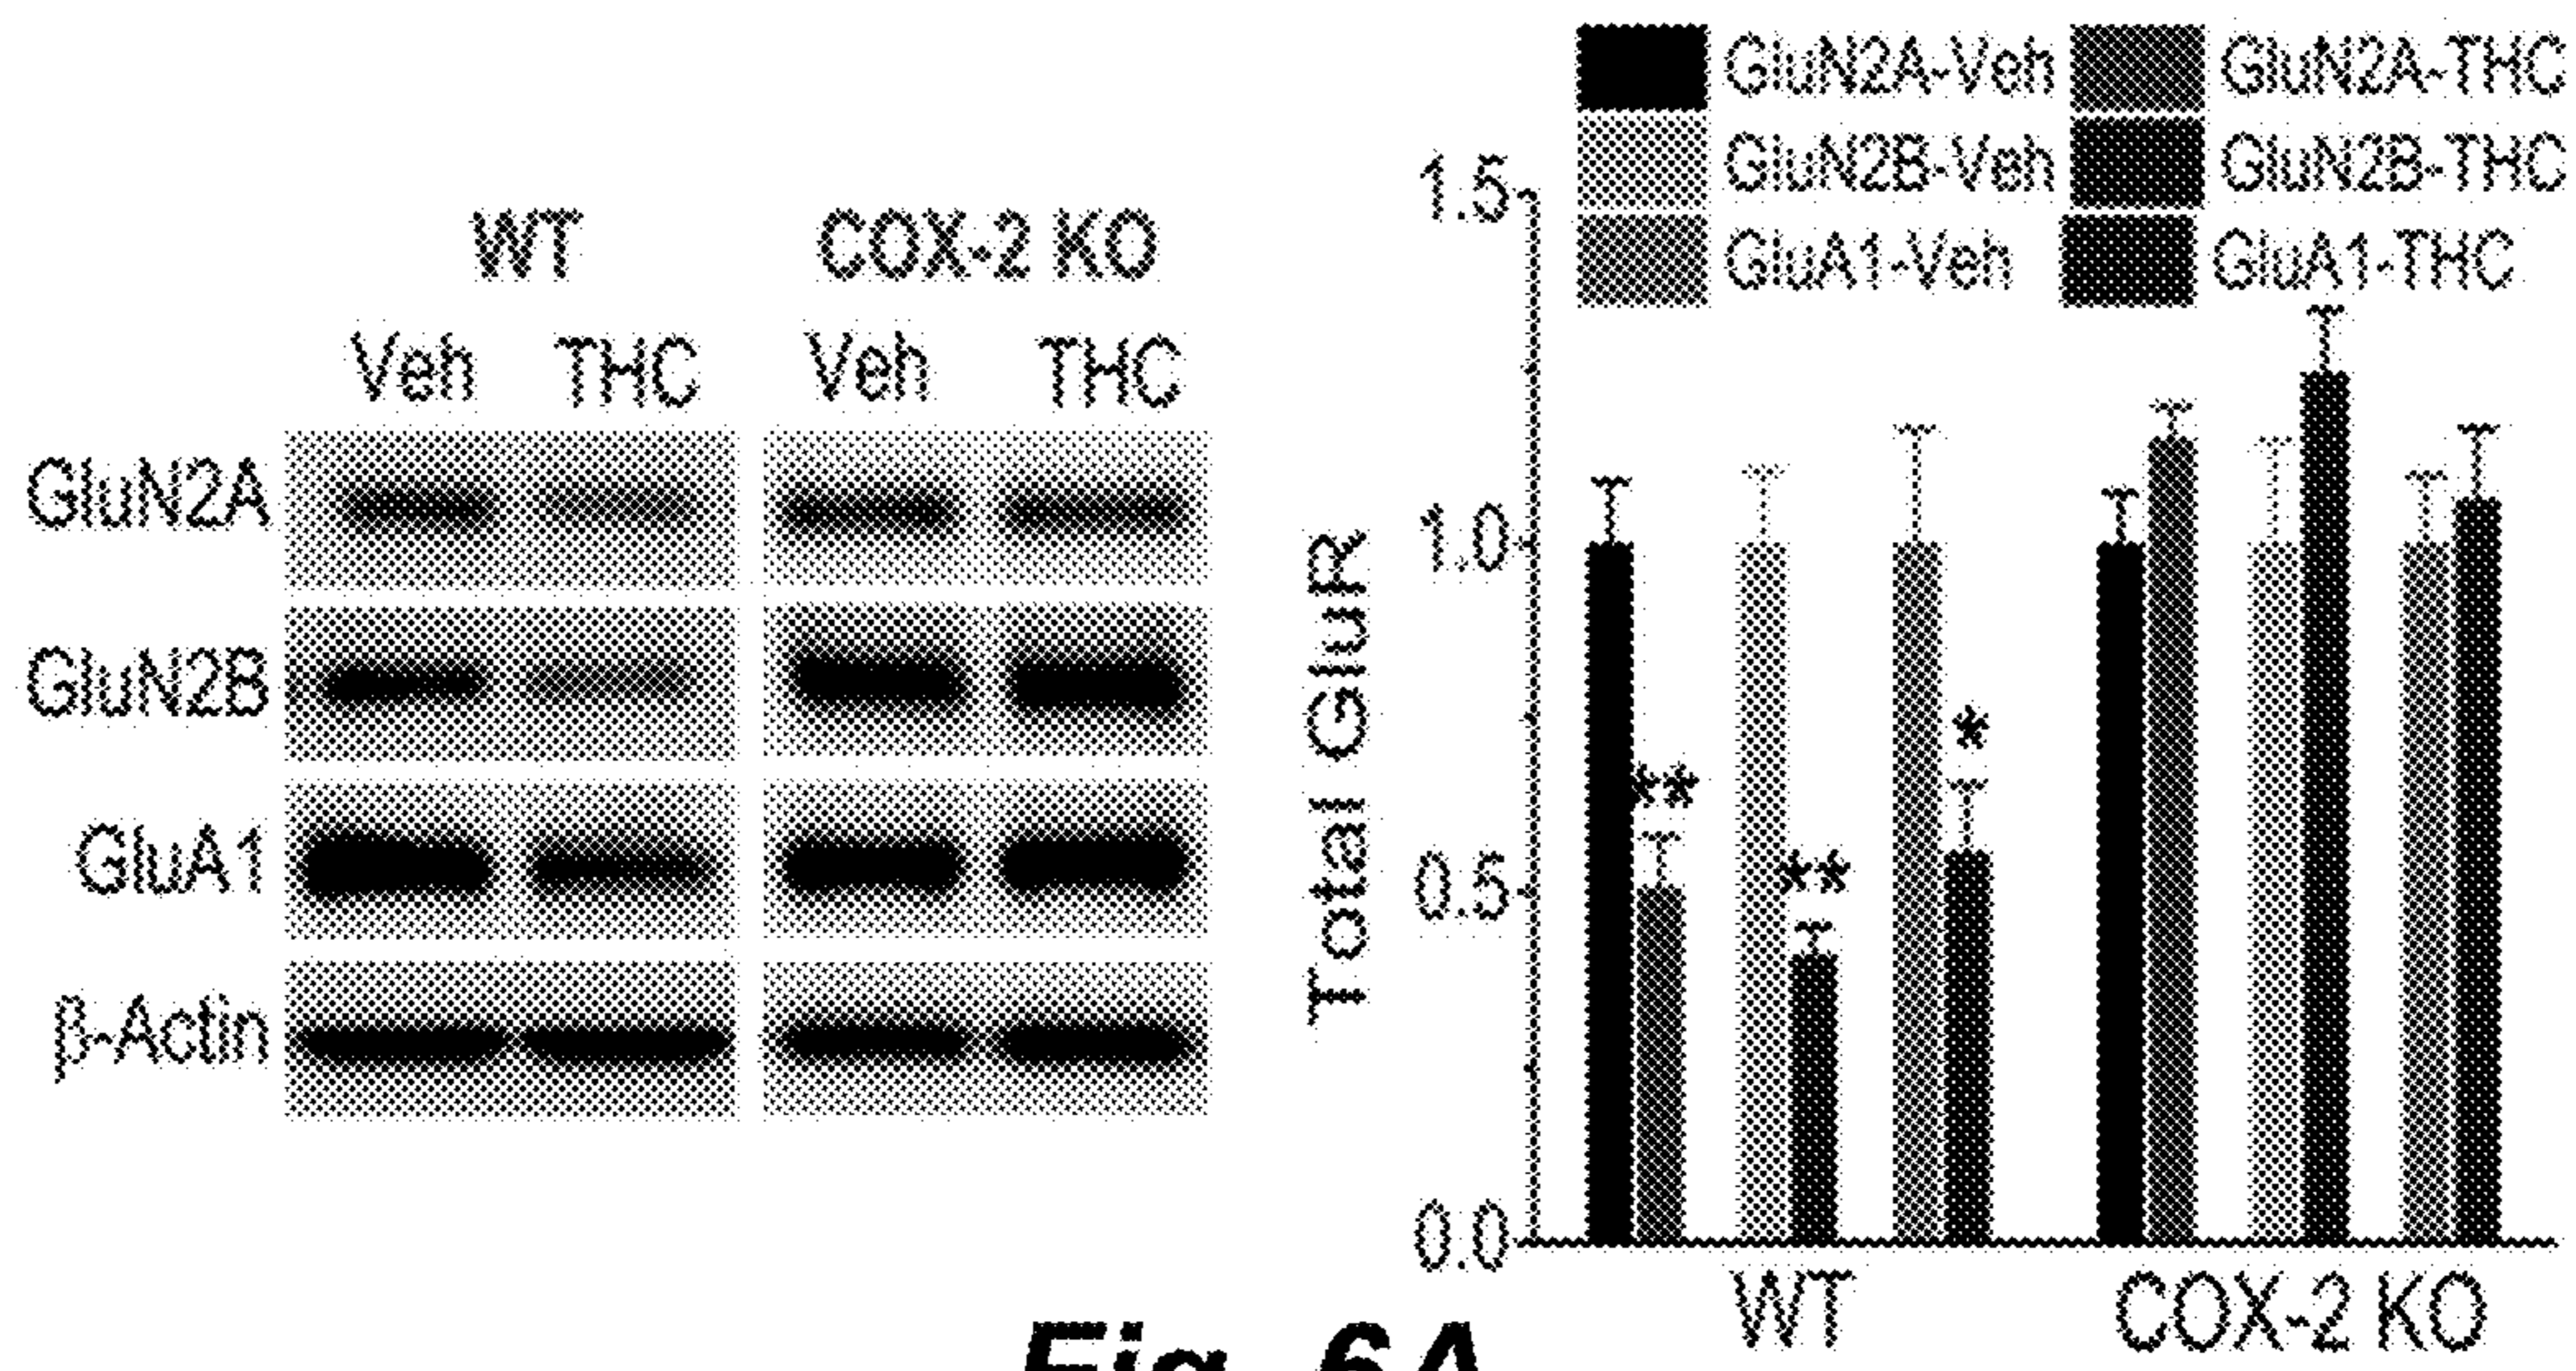 WT COX-2 KO
Veh THC Veh THC
GluN2A
GluN2B
GluA1
β-Actin
GluN2A-Veh GluN2A-THC
GluN2B-Veh GluN2B-THC
GluA1-Veh GluA1-THC
Total GluR
1.5
1.0
0.5
0.0
**
**
*
WT COX-2 KO
Fig. 6A